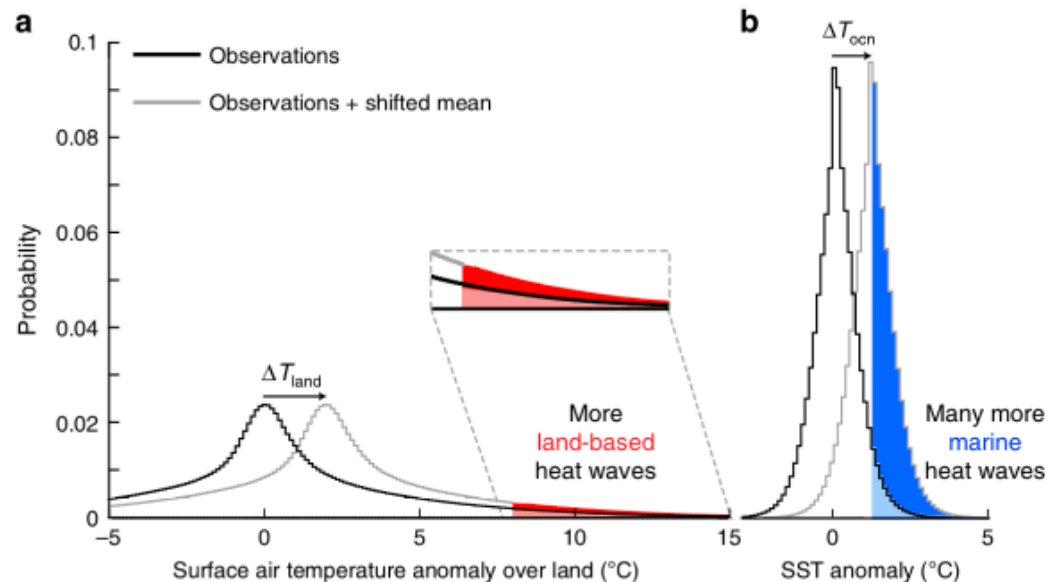 a
b
0.1
0.08
0.06
0.04
0.02
0
Probability
Observations
Observations + shifted mean
ΔTland
More
land-based
heat waves
−5
0
5
10
15
Surface air temperature anomaly over land (°C)
ΔTocn
Many more
marine
heat waves
0
5
SST anomaly (°C)